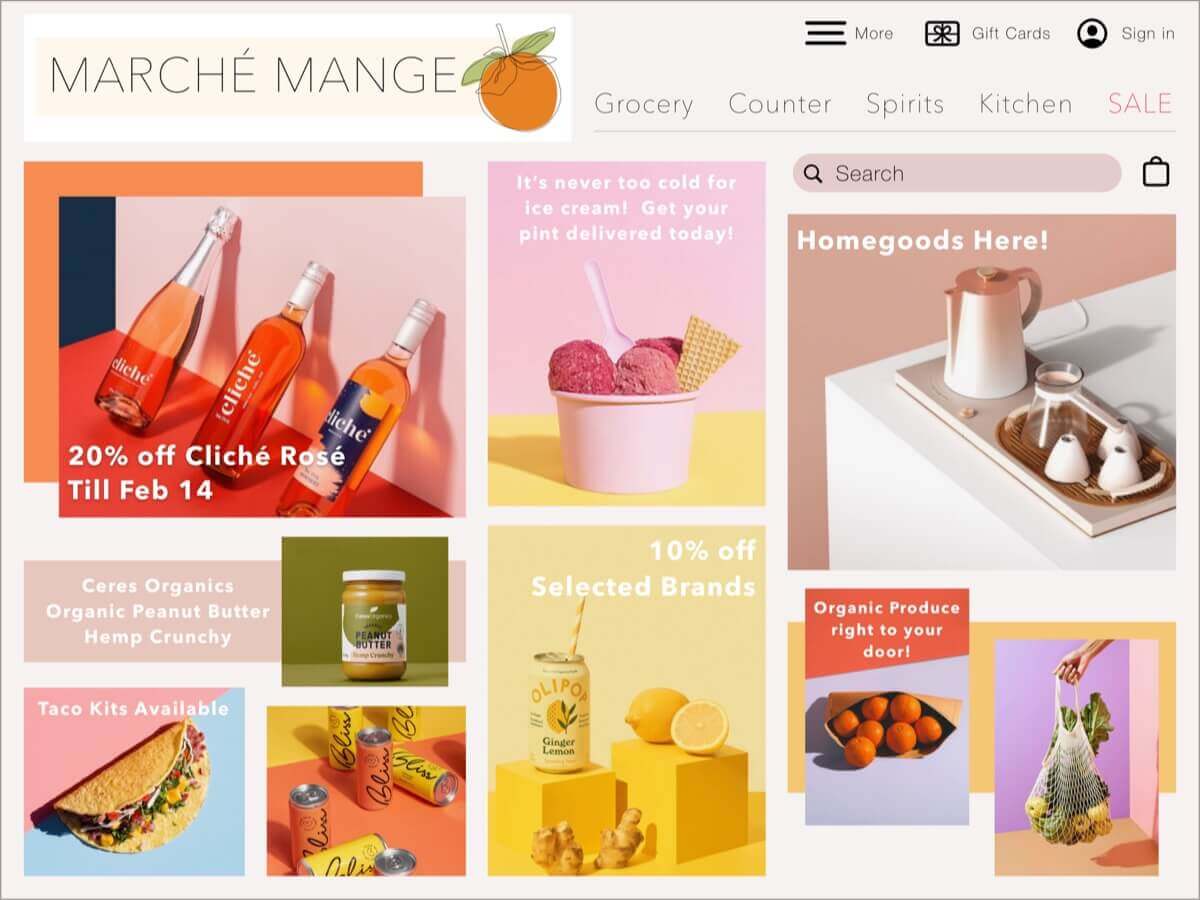 MARCHÉ MANGE
More
Gift Cards
Sign in
Grocery
Counter
Spirits
Kitchen
SALE
Search
20% off Cliché Rosé
Till Feb 14
cliché
cliché
cliché
It's never too cold for
ice cream! Get your
pint delivered today!
Homegoods Here!
Ceres Organics
Organic Peanut Butter
Hemp Crunchy
PEANUT
BUTTER
Hemp Crunchy
10% off
Selected Brands
OLIPOP
Ginger
Lemon
Organic Produce
right to your
door!
Taco Kits Available
Bliss
Bliss
Bliss
Bliss